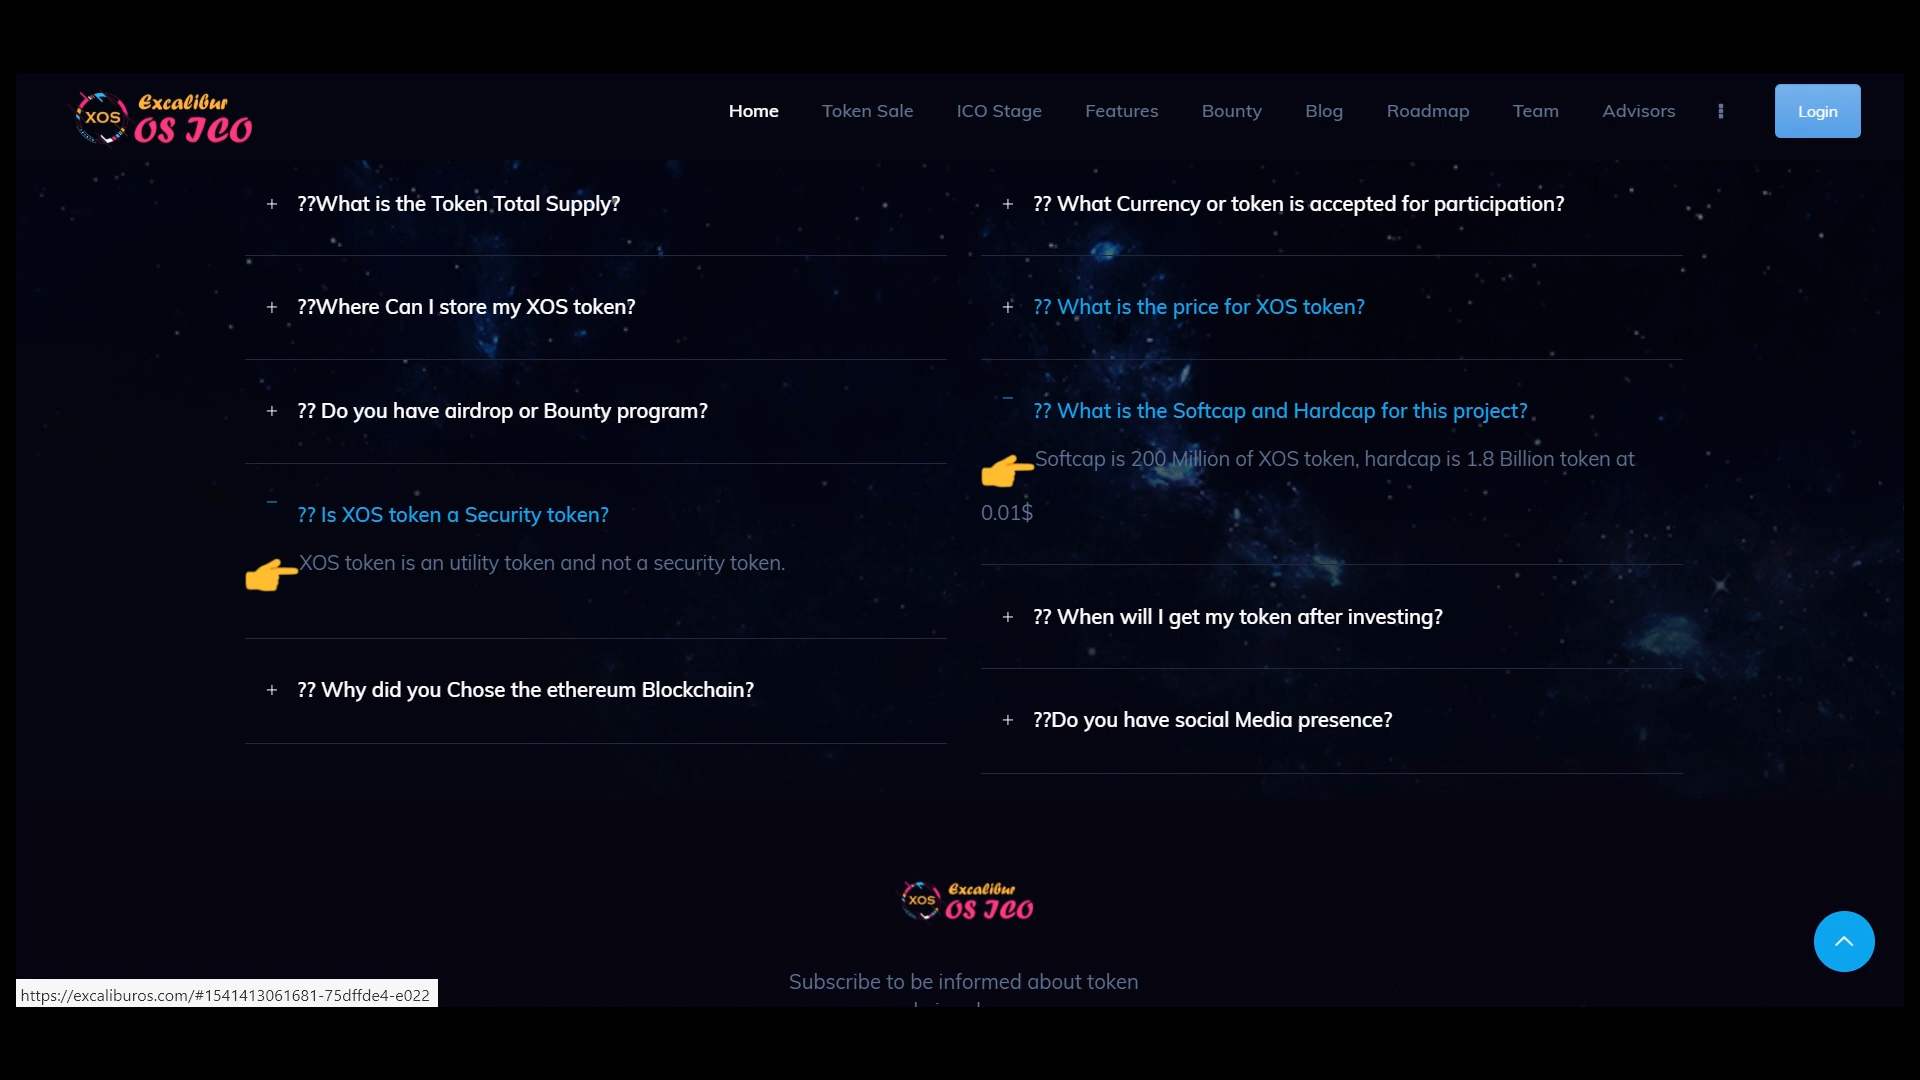 XOS
Excalibur
OS ICO
Home
Token Sale
ICO Stage
Features
Bounty
Blog
Roadmap
Team
Advisors
Login
??What is the Token Total Supply?
??Where Can I store my XOS token?
?? Do you have airdrop or Bounty program?
?? Is XOS token a Security token?
XOS token is an utility token and not a security token.
?? Why did you Chose the ethereum Blockchain?
?? What Currency or token is accepted for participation?
?? What is the price for XOS token?
?? What is the Softcap and Hardcap for this project?
Softcap is 200 Million of XOS token, hardcap is 1.8 Billion token at
0.01$
?? When will I get my token after investing?
??Do you have social Media presence?
XOS
Excalibur
OS ICO
Subscribe to be informed about token
https://excaliburos.com/#1541413061681-75dffde4-e022